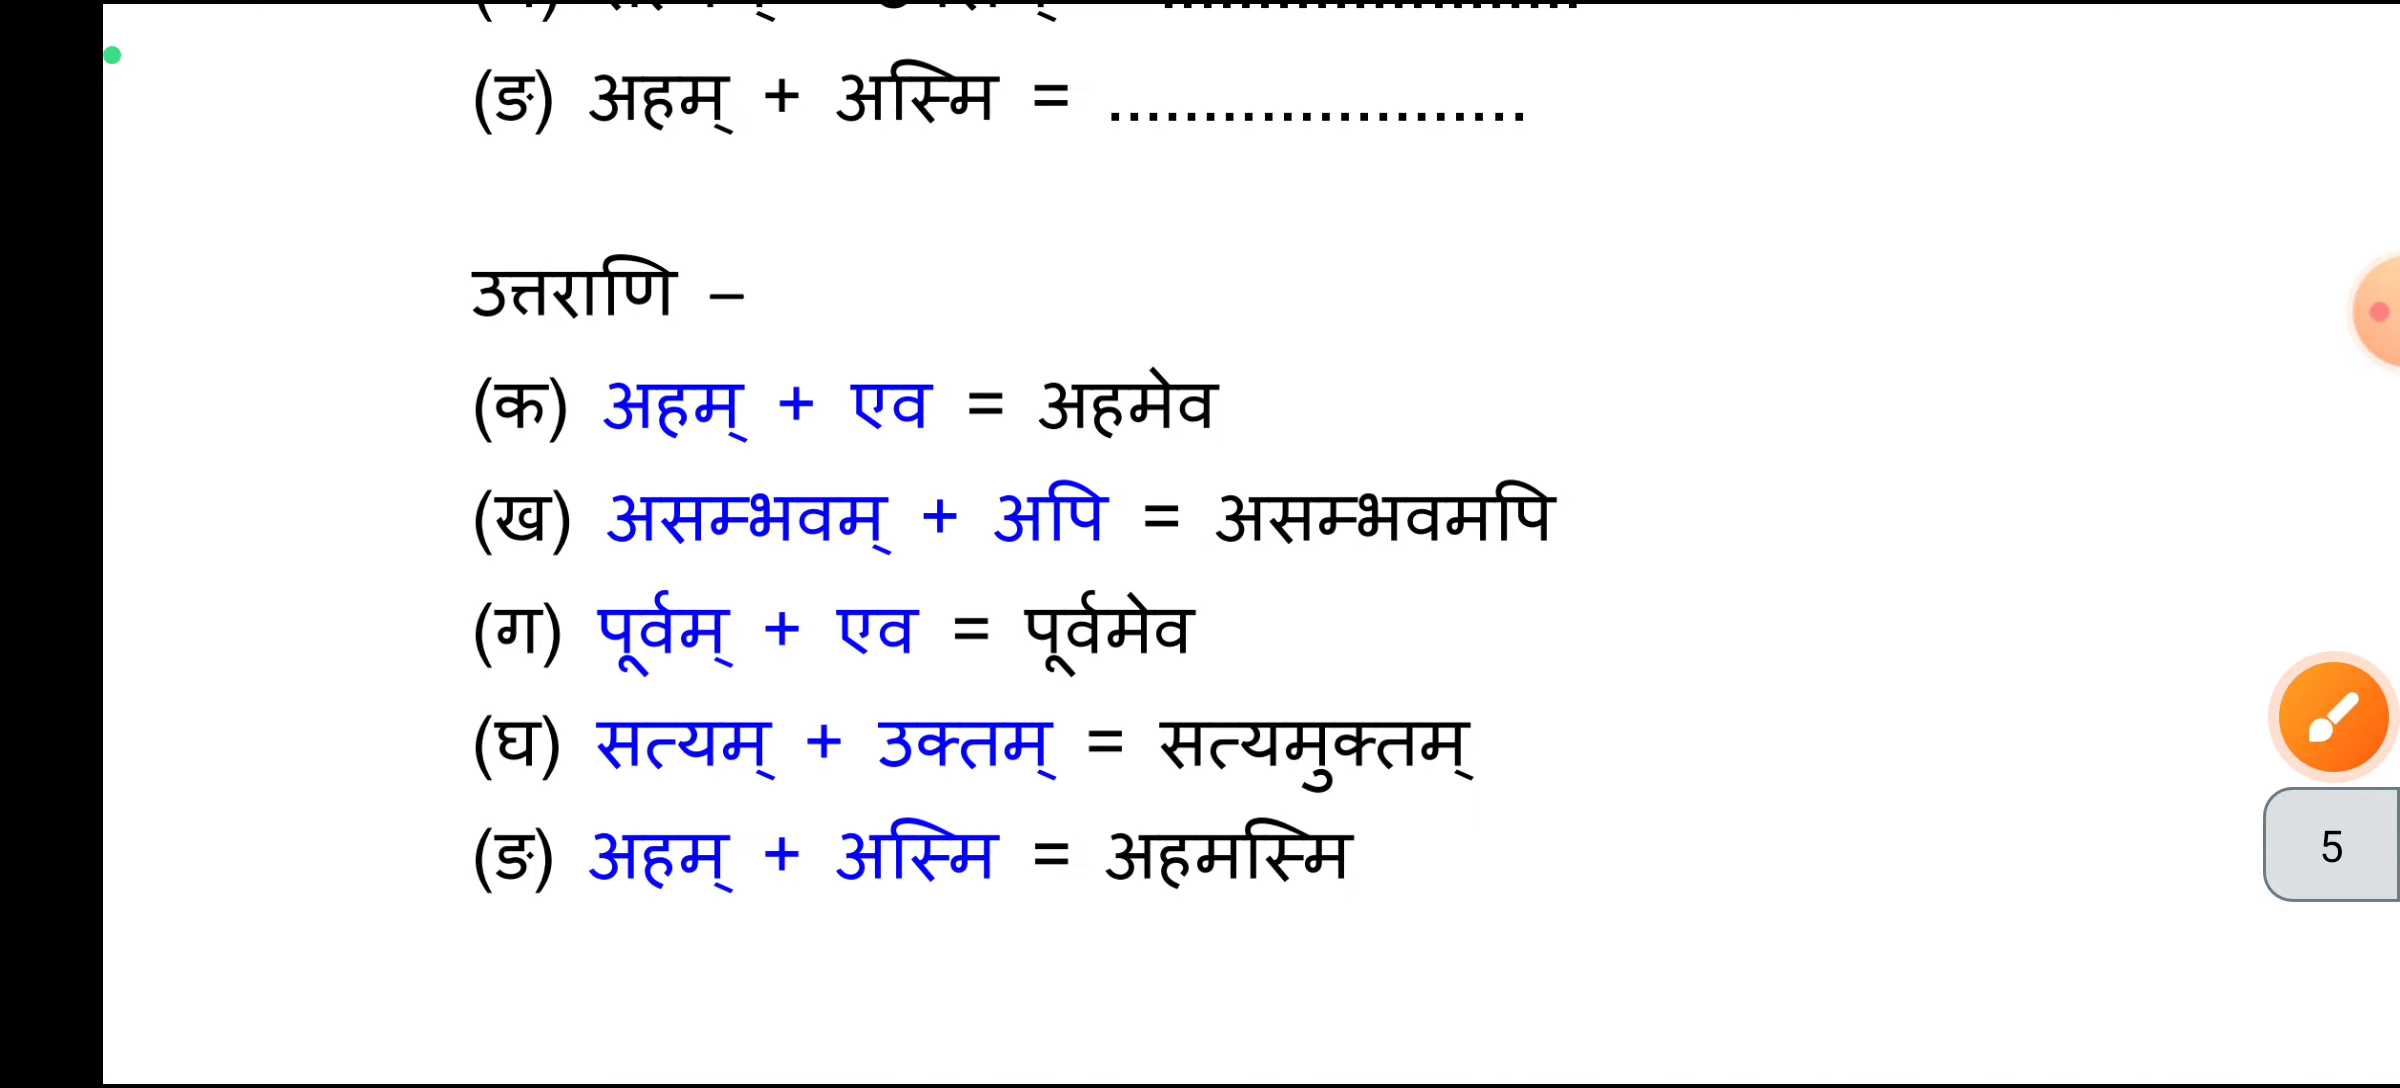 (ङ) अहम् + अस्मि = ......................
उत्तराणि –
(क) अहम् + एव = अहमेव
(ख) असम्भवम् + अपि = असम्भवमपि
(ग) पूर्वम् + एव = पूर्वमेव
(घ) सत्यम् + उक्तम् = सत्यमुक्तम्
(ङ) अहम् + अस्मि = अहमस्मि
5